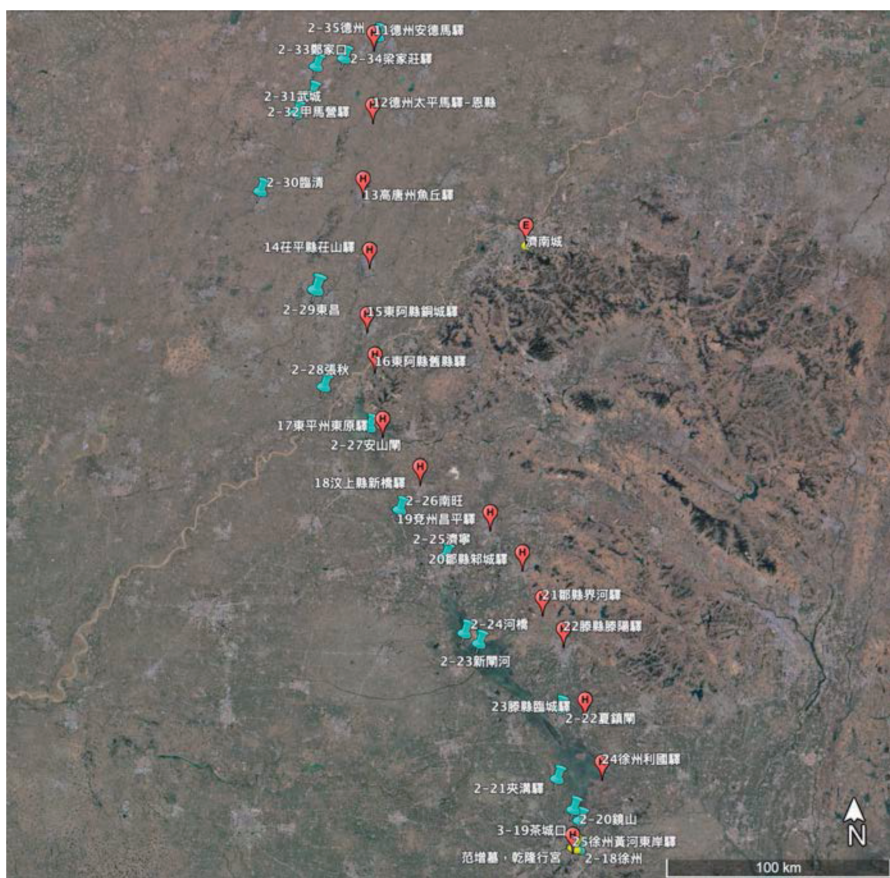 2-35德州
11德州安德馬驛
2-33鄭家口
2-34梁家莊驛
2-31武城
12德州太平馬驛-恩縣
2-32甲馬營驛
2-30臨清
13高唐州魚丘驛
濟南城
14茌平縣茌山驛
2-29東昌
15東阿縣銅城驛
16東阿縣舊縣驛
2-28張秋
17東平州東原驛
2-27安山閘
18汶上縣新橋驛
2-26南旺
19兗州昌平驛
2-25濟寧
20鄒縣邾城驛
21鄒縣界河驛
2-24河橋
22滕縣滕陽驛
2-23新閘河
23滕縣臨城驛
2-22夏鎮閘
24徐州利國驛
2-21夾溝驛
2-20鏡山
3-19茶城口
25徐州黃河東岸驛
范增墓，乾隆行宮
2-18徐州
100 km
N